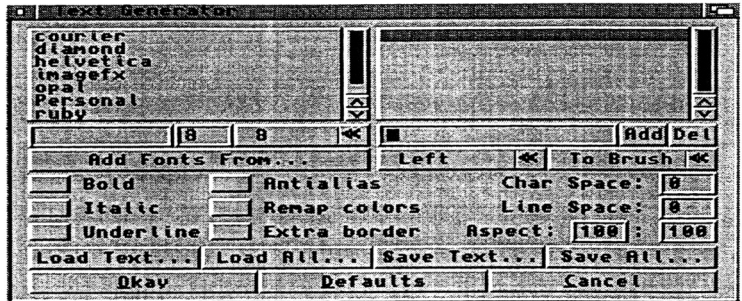 Text Generator
courier
diamond
helvetica
imagefx
opal
Personal
ruby
8 8 Add Del
Add Fonts From... Left To Brush
Bold Antialias Char Space: 0
Italic Remap colors Line Space: 0
Underline Extra border Aspect: 100 : 100
Load Text... Load All... Save Text... Save All...
Okay Defaults Cancel